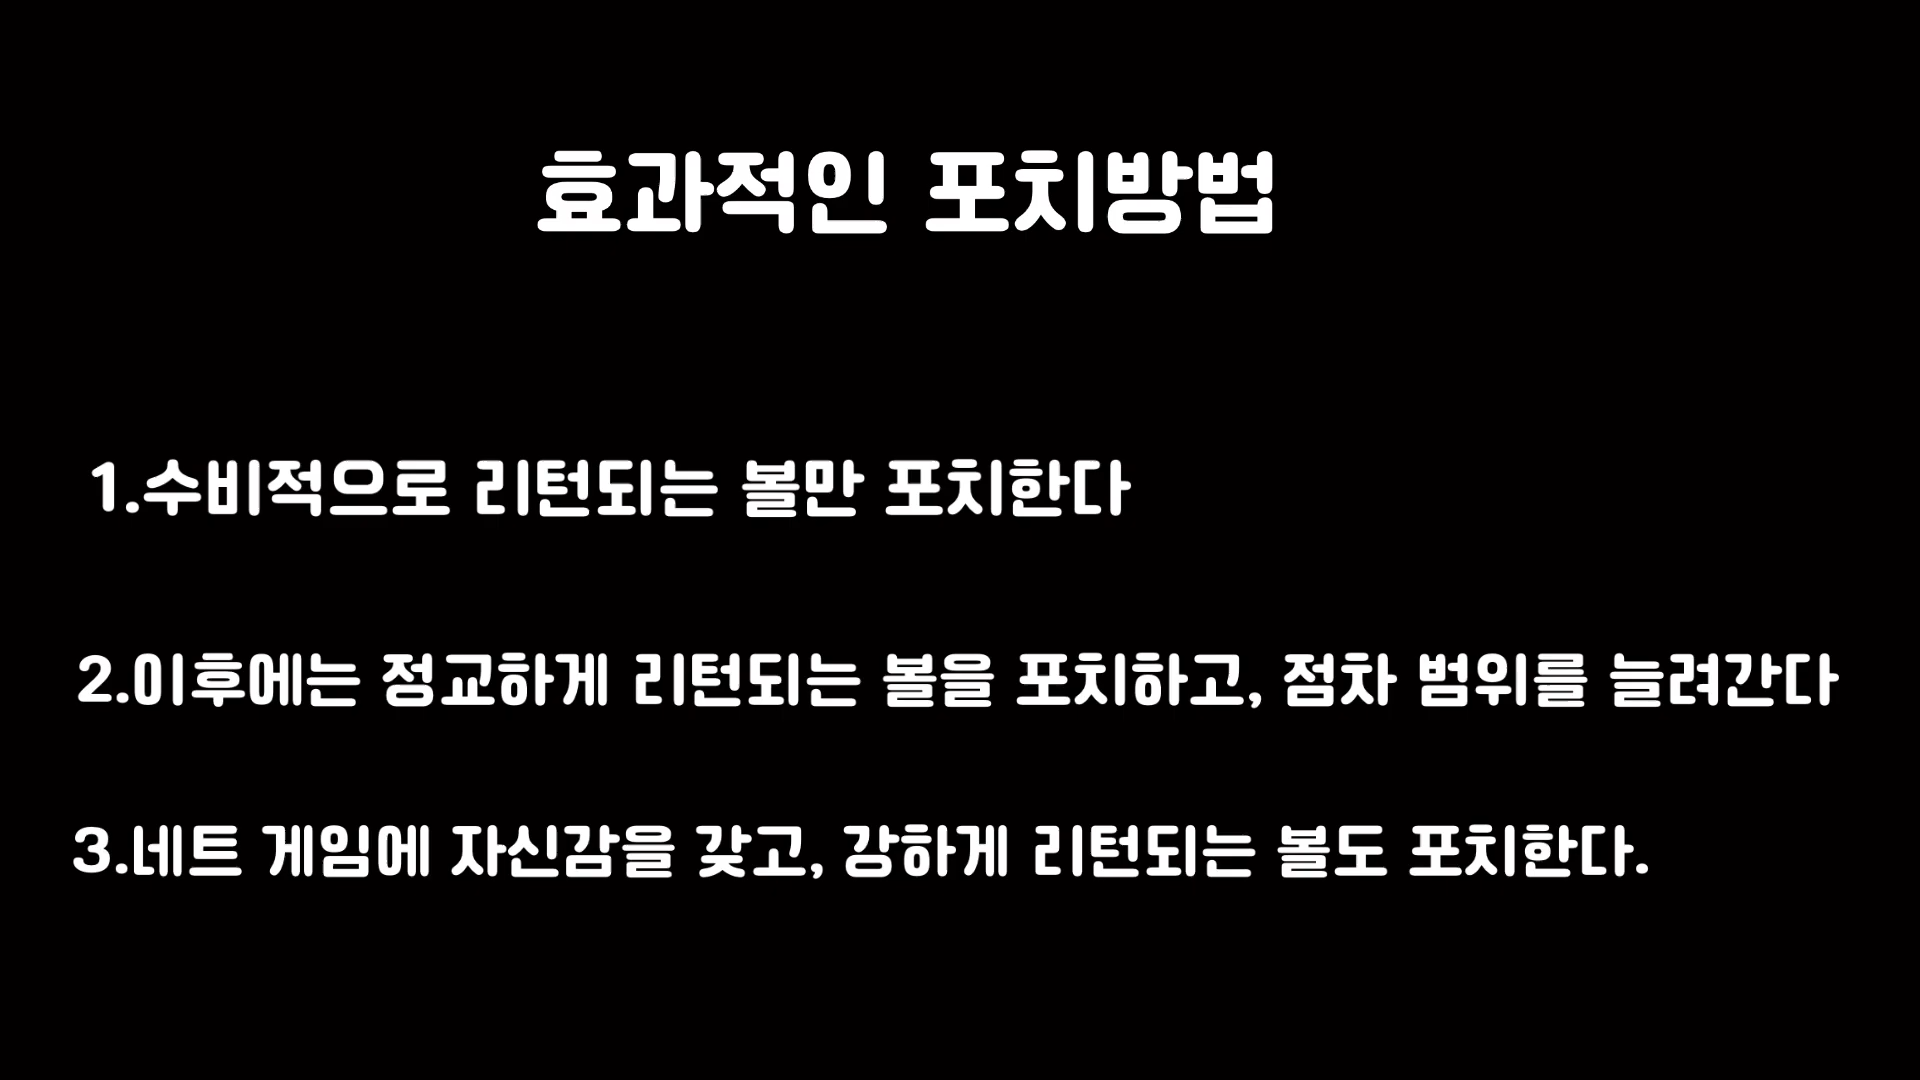 효과적인 포치방법
1.수비적으로 리턴되는 볼만 포치한다
2.이후에는 정교하게 리턴되는 볼을 포치하고, 점차 범위를 늘려간다
3.네트 게임에 자신감을 갖고, 강하게 리턴되는 볼도 포치한다.